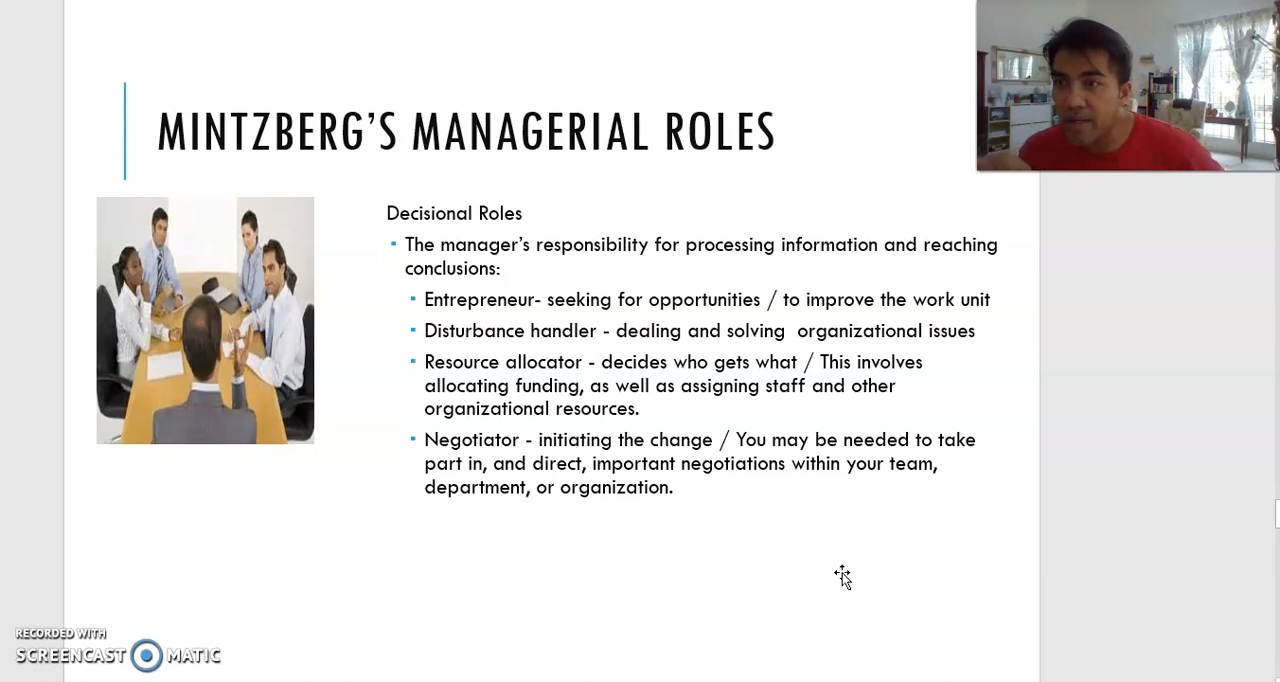 MINTZBERG'S MANAGERIAL ROLES
Decisional Roles
▪ The manager's responsibility for processing information and reaching
conclusions:
▪ Entrepreneur- seeking for opportunities / to improve the work unit
▪ Disturbance handler - dealing and solving  organizational issues
▪ Resource allocator - decides who gets what / This involves
allocating funding, as well as assigning staff and other
organizational resources.
▪ Negotiator - initiating the change / You may be needed to take
part in, and direct, important negotiations within your team,
department, or organization.
RECORDED WITH
SCREENCAST MATIC